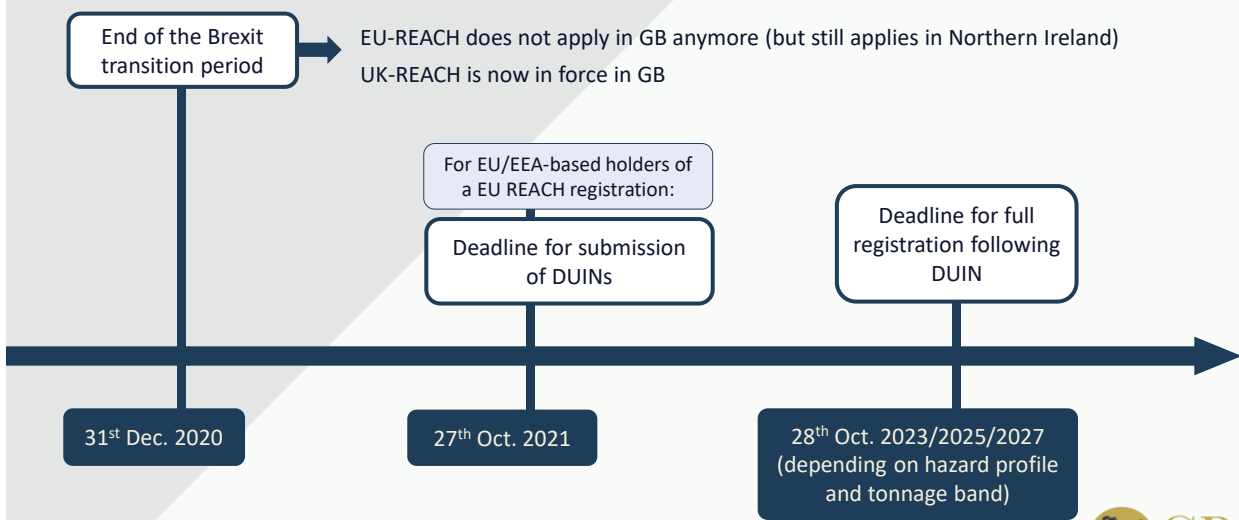 End of the Brexit
transition period
EU-REACH does not apply in GB anymore (but still applies in Northern Ireland)
UK-REACH is now in force in GB
For EU/EEA-based holders of
a EU REACH registration:
Deadline for submission
of DUINs
Deadline for full
registration following
DUIN
31st Dec. 2020
27th Oct. 2021
28th Oct. 2023/2025/2027
(depending on hazard profile
and tonnage band)